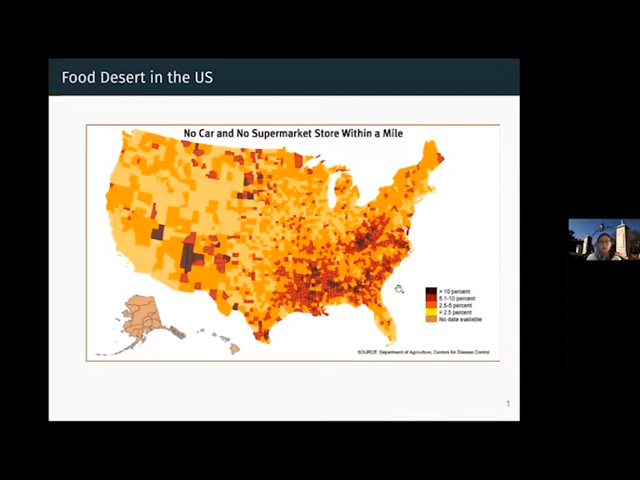 Food Desert in the US
No Car and No Supermarket Store Within a Mile
> 10 percent
5.1-10 percent
2.5-5 percent
< 2.5 percent
No data available
SOURCE: Department of Agriculture, Centers for Disease Control
1